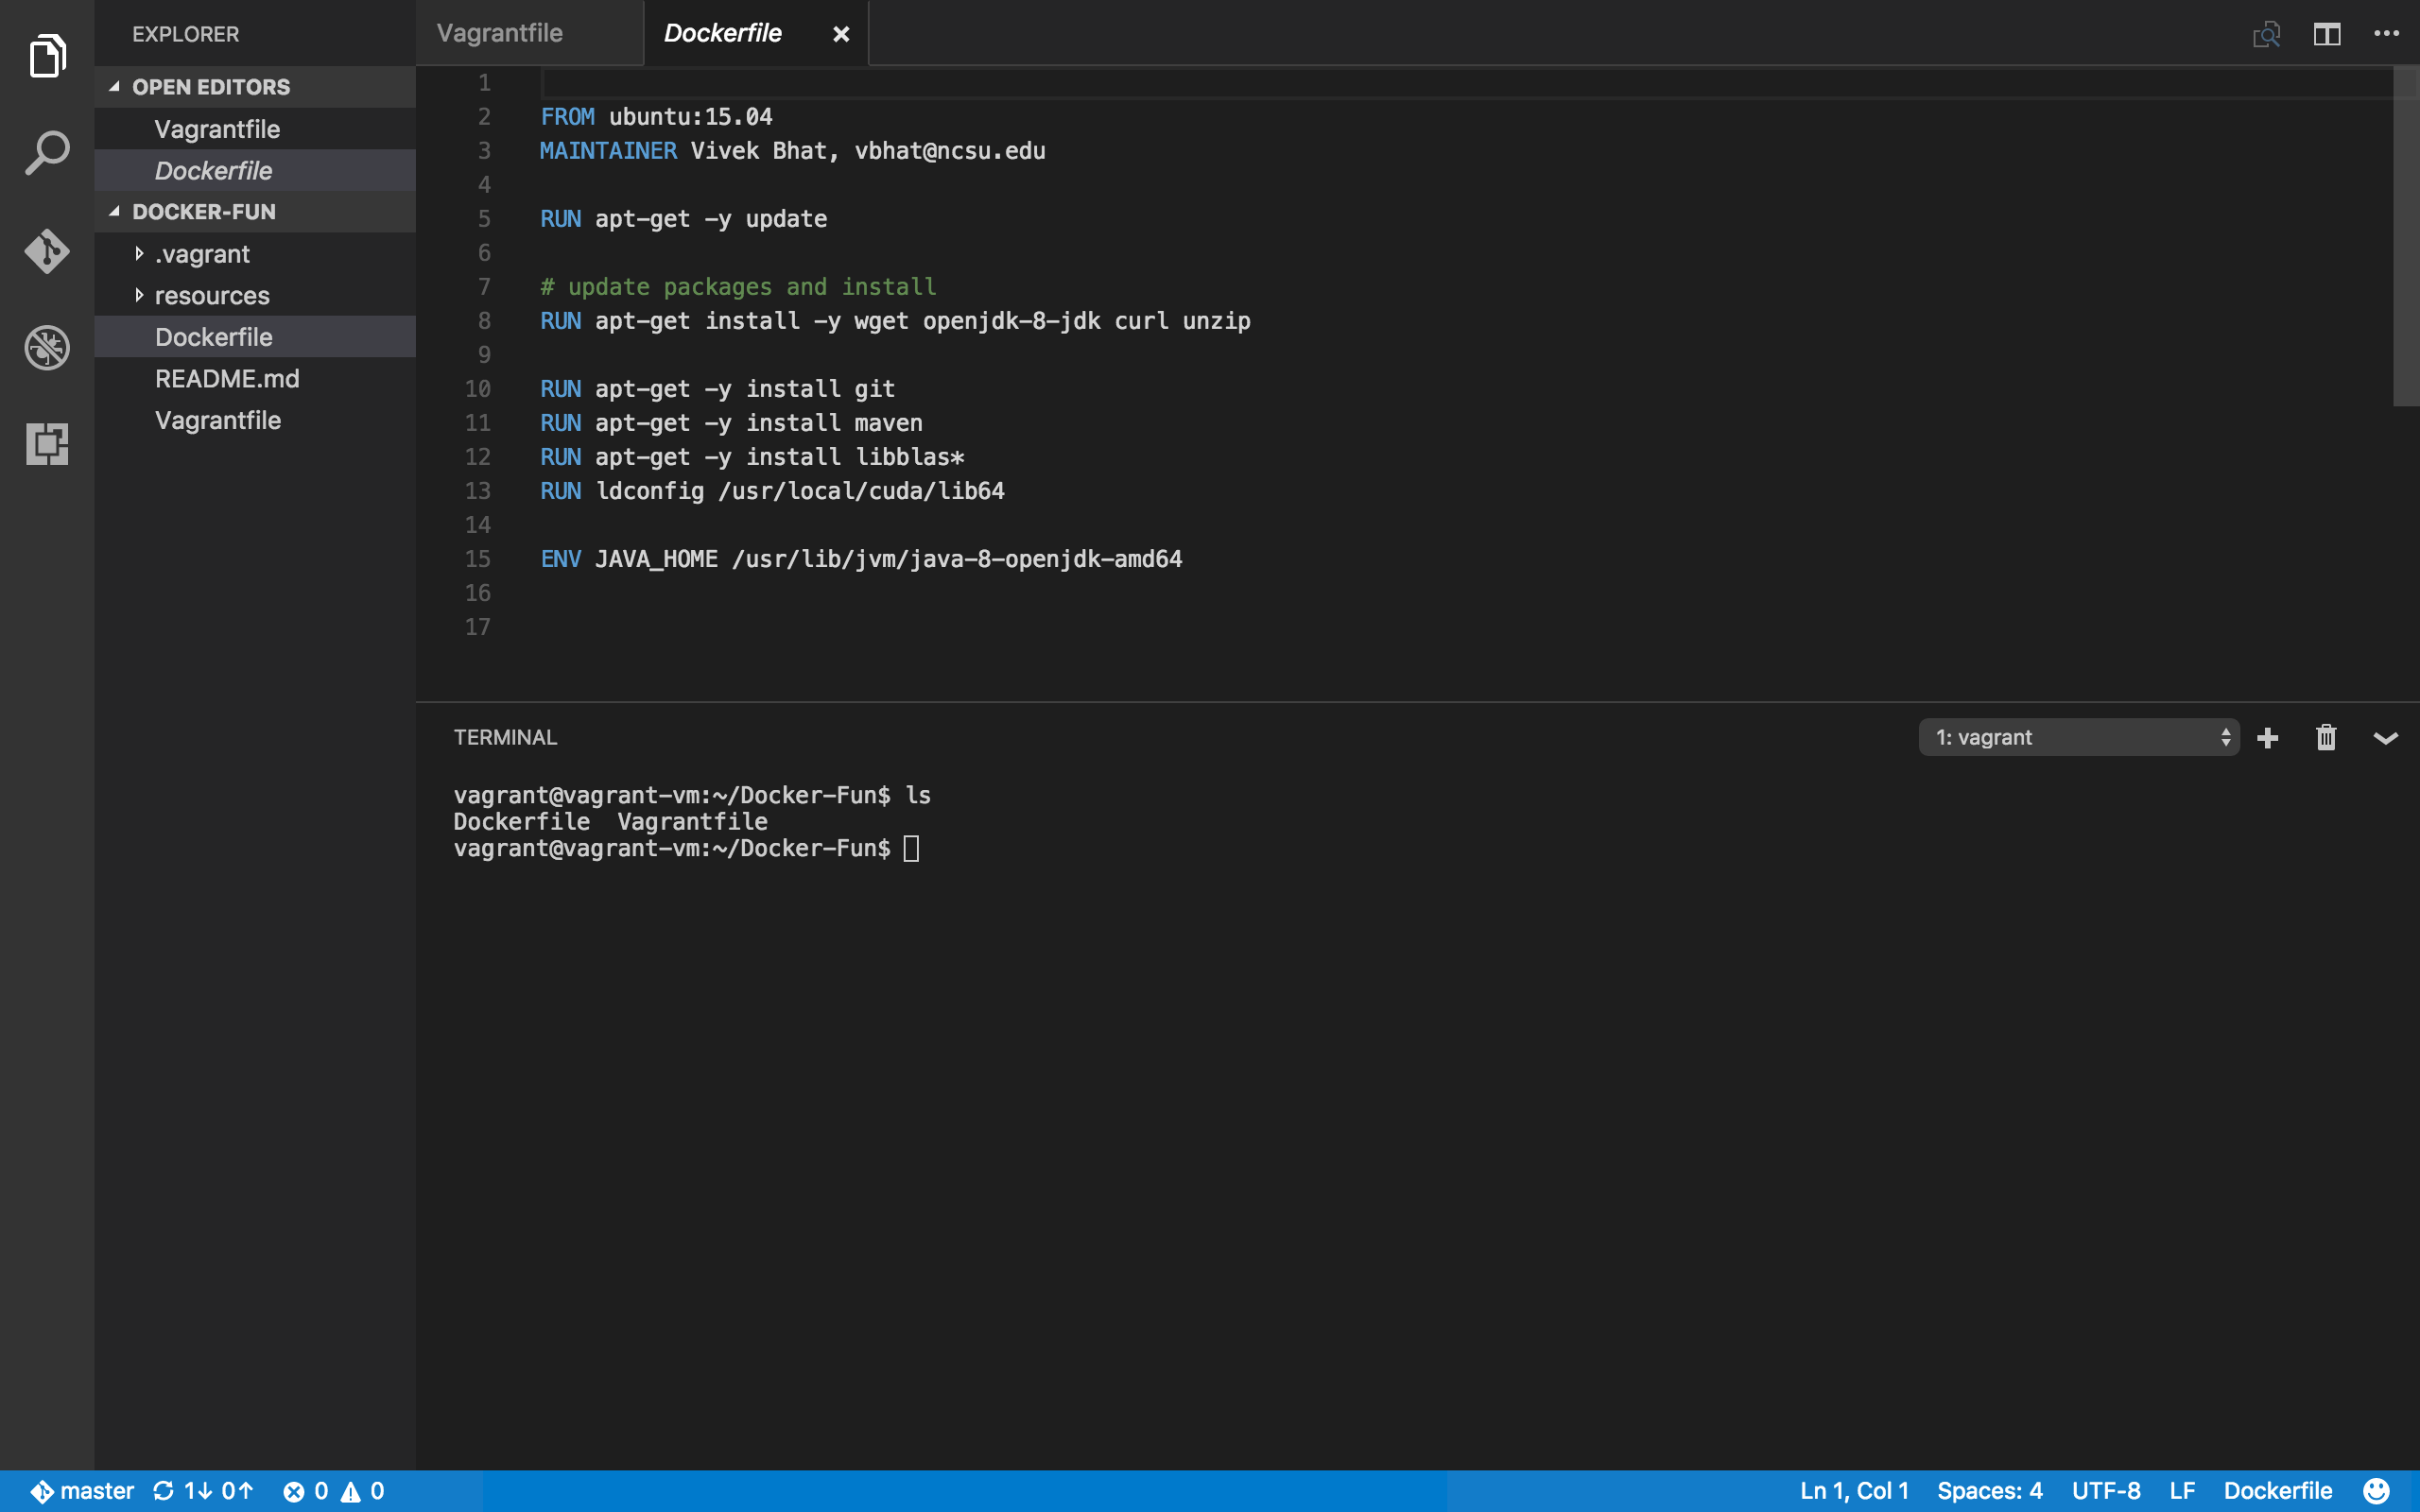 EXPLORER
OPEN EDITORS
Vagrantfile
Dockerfile
DOCKER-FUN
.vagrant
resources
Dockerfile
README.md
Vagrantfile
Vagrantfile
Dockerfile
1
2 FROM ubuntu:15.04
3 MAINTAINER Vivek Bhat, vbhat@ncsu.edu
4
5 RUN apt-get -y update
6
7 # update packages and install
8 RUN apt-get install -y wget openjdk-8-jdk curl unzip
9
10 RUN apt-get -y install git
11 RUN apt-get -y install maven
12 RUN apt-get -y install libblas*
13 RUN ldconfig /usr/local/cuda/lib64
14
15 ENV JAVA_HOME /usr/lib/jvm/java-8-openjdk-amd64
16
17
TERMINAL
1: vagrant
vagrant@vagrant-vm:~/Docker-Fun$ ls
Dockerfile  Vagrantfile
vagrant@vagrant-vm:~/Docker-Fun$
master 1↓ 0↑ 0 0
Ln 1, Col 1 Spaces: 4 UTF-8 LF Dockerfile